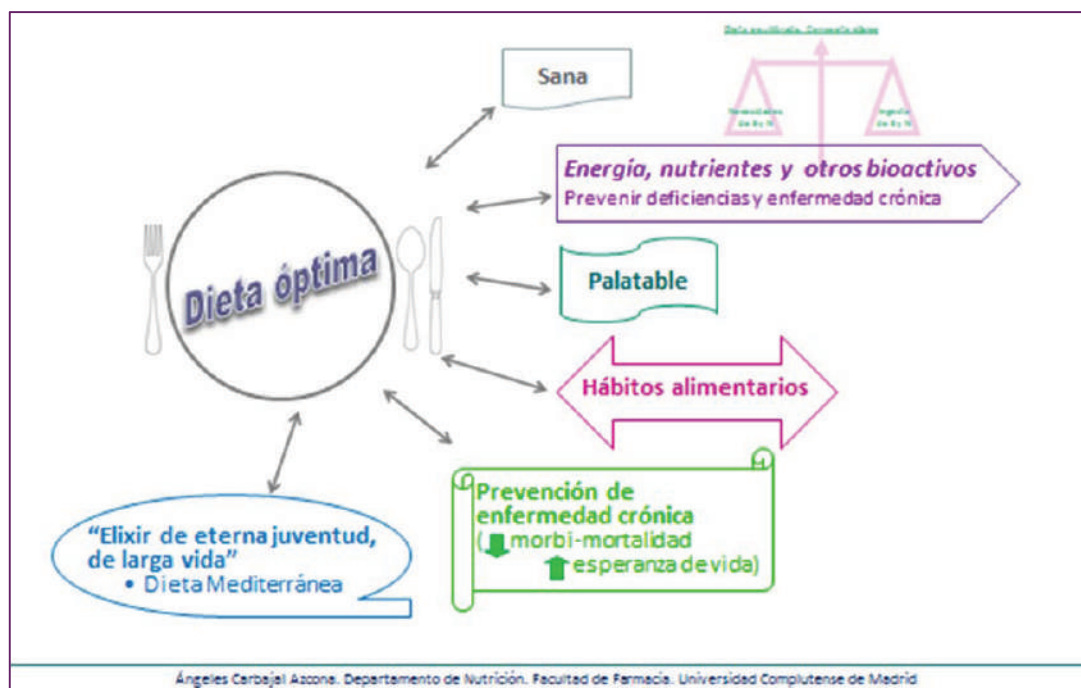 Sana
Energía, nutrientes y otros bioactivos
Prevenir deficiencias y enfermedad crónica
Dieta óptima
Palatable
Hábitos alimentarios
Prevención de
enfermedad crónica
(⬇morbi-mortalidad
⬆esperanza de vida)
“Elixir de eterna juventud,
de larga vida”
• Dieta Mediterránea
Ángeles Carbajal Azcona. Departamento de Nutrición. Facultad de Farmacia. Universidad Complutense de Madrid